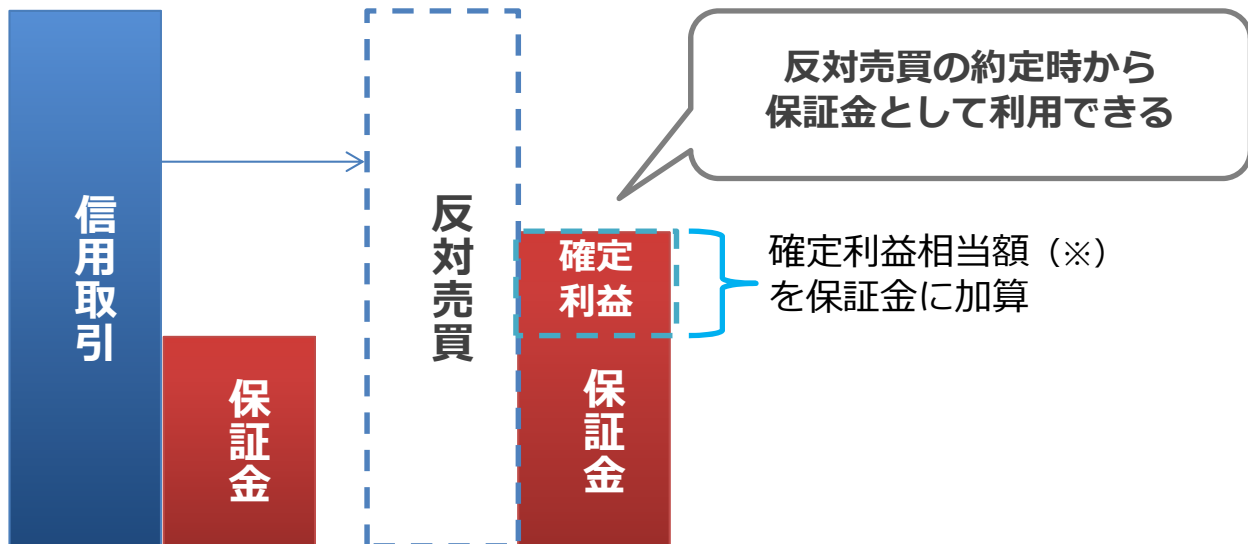 反対売買の約定時から
保証金として利用できる
信用取引
保証金
反対売買
確定
利益
保証金
確定利益相当額（※）
を保証金に加算